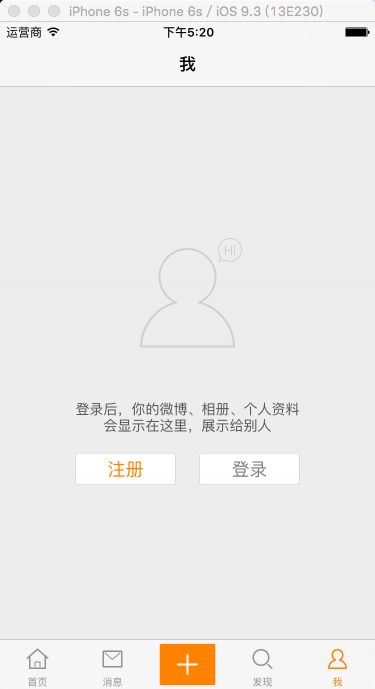 iPhone 6s - iPhone 6s / iOS 9.3 (13E230)
运营商 下午5:20
我
Hi
登录后，你的微博、相册、个人资料
会显示在这里，展示给别人
注册 登录
首页 消息 发现 我